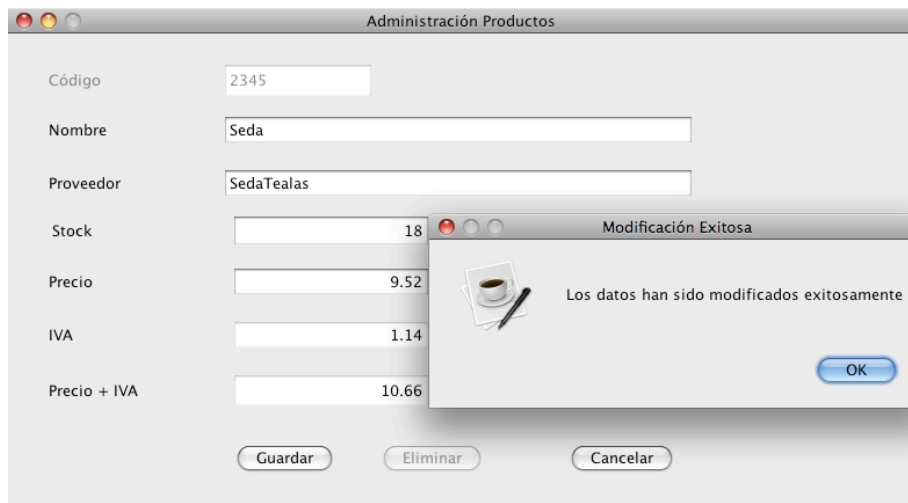 Administración Productos
Código 2345
Nombre Seda
Proveedor SedaTealas
Stock 18
Modificación Exitosa
Precio 9.52
Los datos han sido modificados exitosamente
IVA 1.14
OK
Precio + IVA 10.66
Guardar Eliminar Cancelar